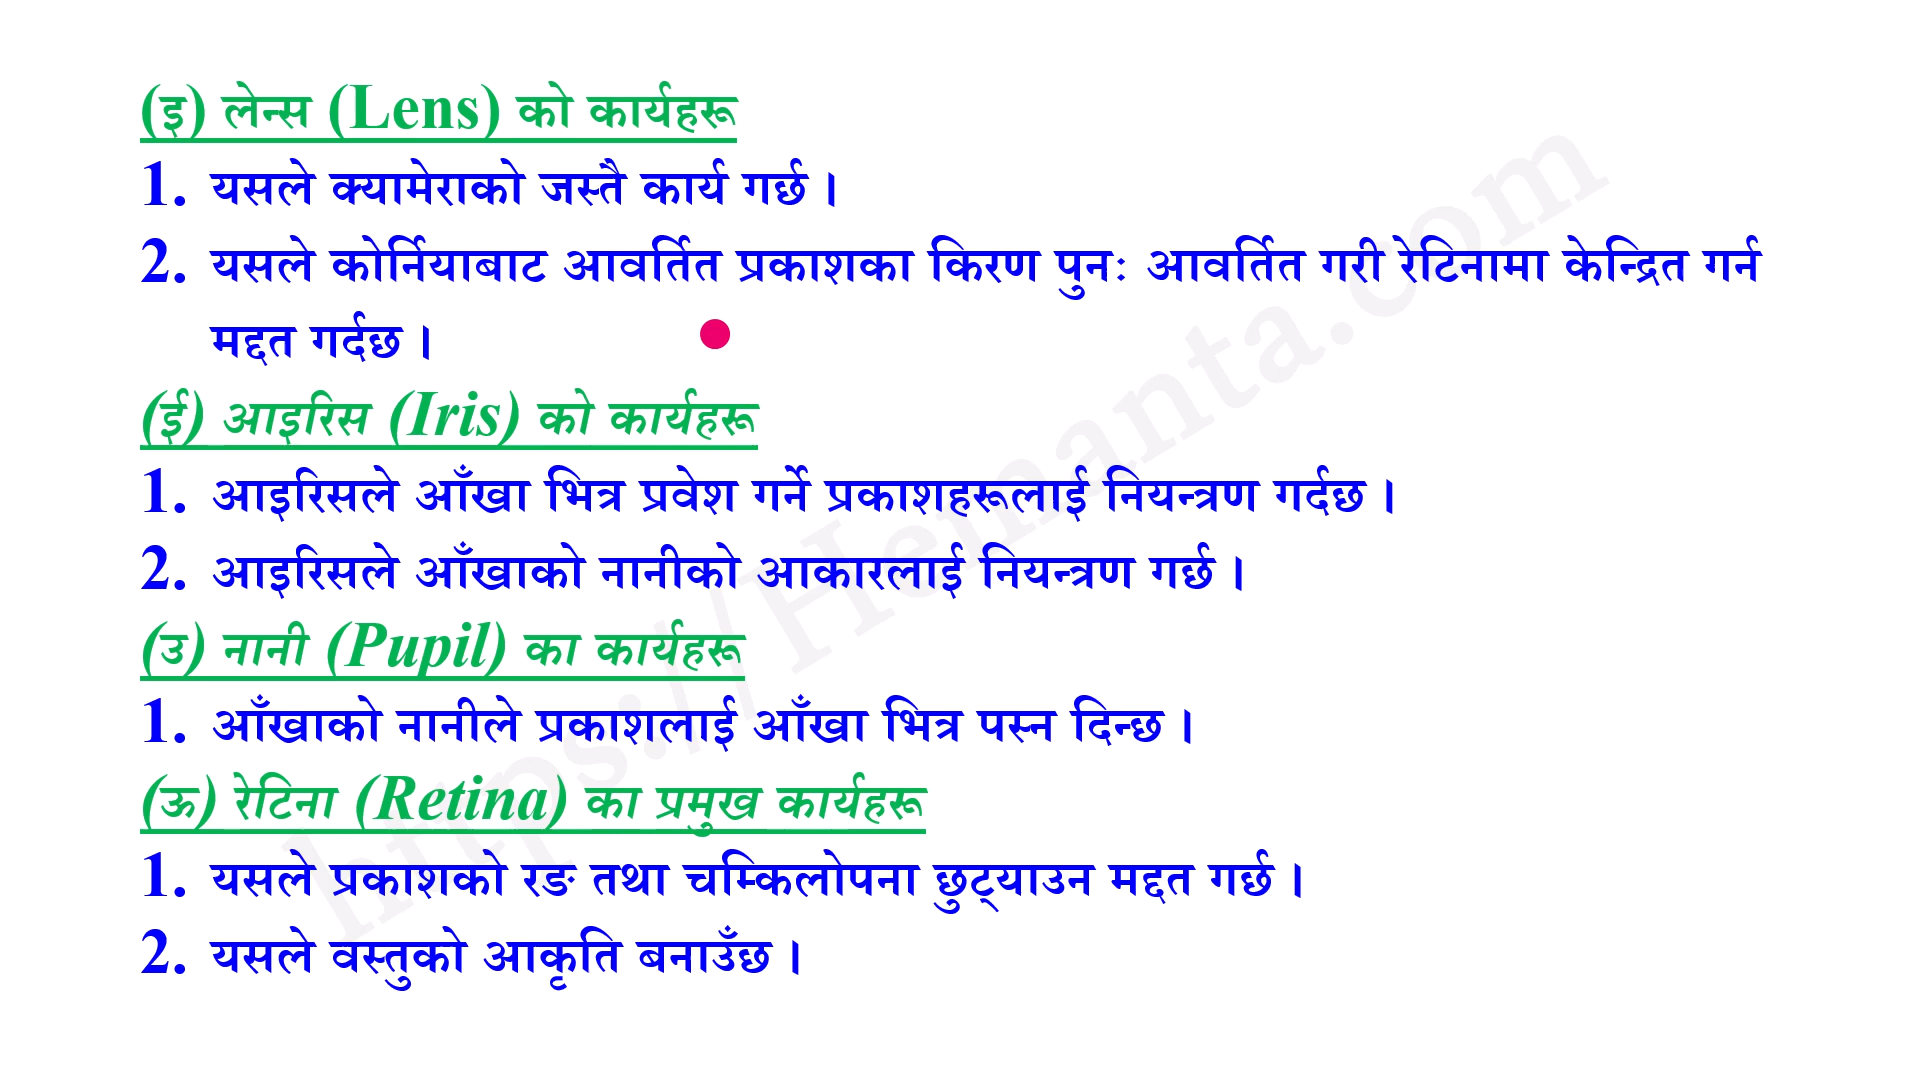 (इ) लेन्स (Lens) को कार्यहरू
1. यसले क्यामेराको जस्तै कार्य गर्छ ।
2. यसले कोर्नियाबाट आवर्तित प्रकाशका किरण पुनः आवर्तित गरी रेटिनामा केन्द्रित गर्न
मद्दत गर्दछ ।
(ई) आइरिस (Iris) को कार्यहरू
1. आइरिसले आँखा भित्र प्रवेश गर्ने प्रकाशहरूलाई नियन्त्रण गर्दछ ।
2. आइरिसले आँखाको नानीको आकारलाई नियन्त्रण गर्छ ।
(उ) नानी (Pupil) का कार्यहरू
1. आँखाको नानीले प्रकाशलाई आँखा भित्र पस्न दिन्छ ।
(ऊ) रेटिना (Retina) का प्रमुख कार्यहरू
1. यसले प्रकाशको रङ तथा चम्किलोपना छुट्याउन मद्दत गर्छ ।
2. यसले वस्तुको आकृति बनाउँछ ।
https://Hemanta.com